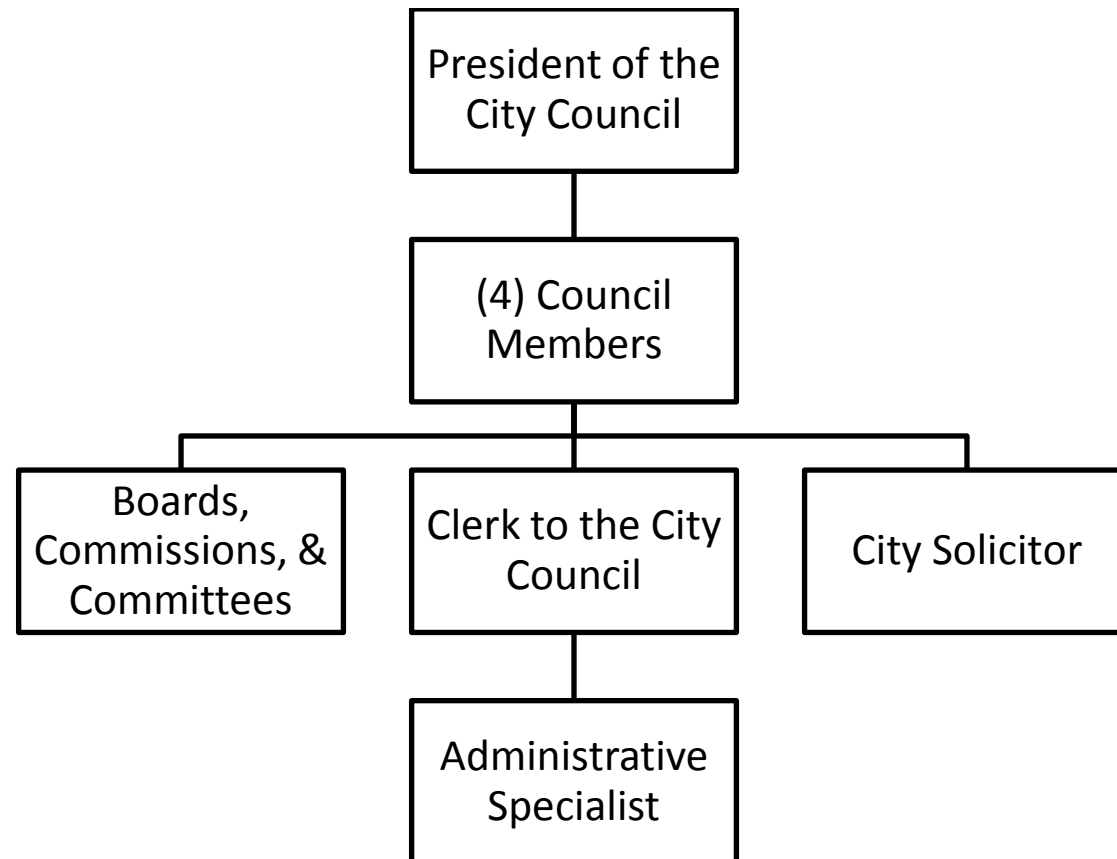 President of the
City Council
(4) Council
Members
Boards,
Commissions, &
Committees
Clerk to the City
Council
City Solicitor
Administrative
Specialist